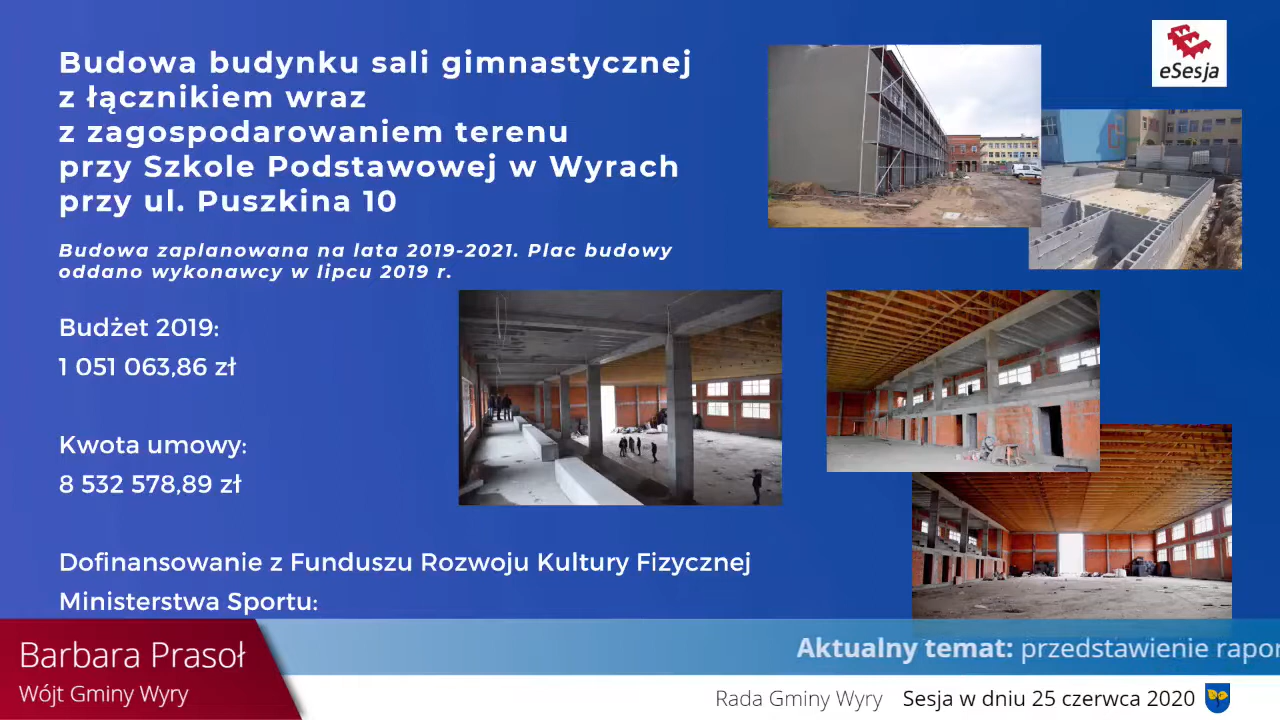 Budowa budynku sali gimnastycznej
z łącznikiem wraz
z zagospodarowaniem terenu
przy Szkole Podstawowej w Wyrach
przy ul. Puszkina 10
Budowa zaplanowana na lata 2019-2021. Plac budowy
oddano wykonawcy w lipcu 2019 r.
Budżet 2019:
1 051 063,86 zł
Kwota umowy:
8 532 578,89 zł
Dofinansowanie z Funduszu Rozwoju Kultury Fizycznej
Ministerstwa Sportu:
eSesja
Barbara Prasoł
Wójt Gminy Wyry
Aktualny temat: przedstawienie rapor
Rada Gminy Wyry Sesja w dniu 25 czerwca 2020